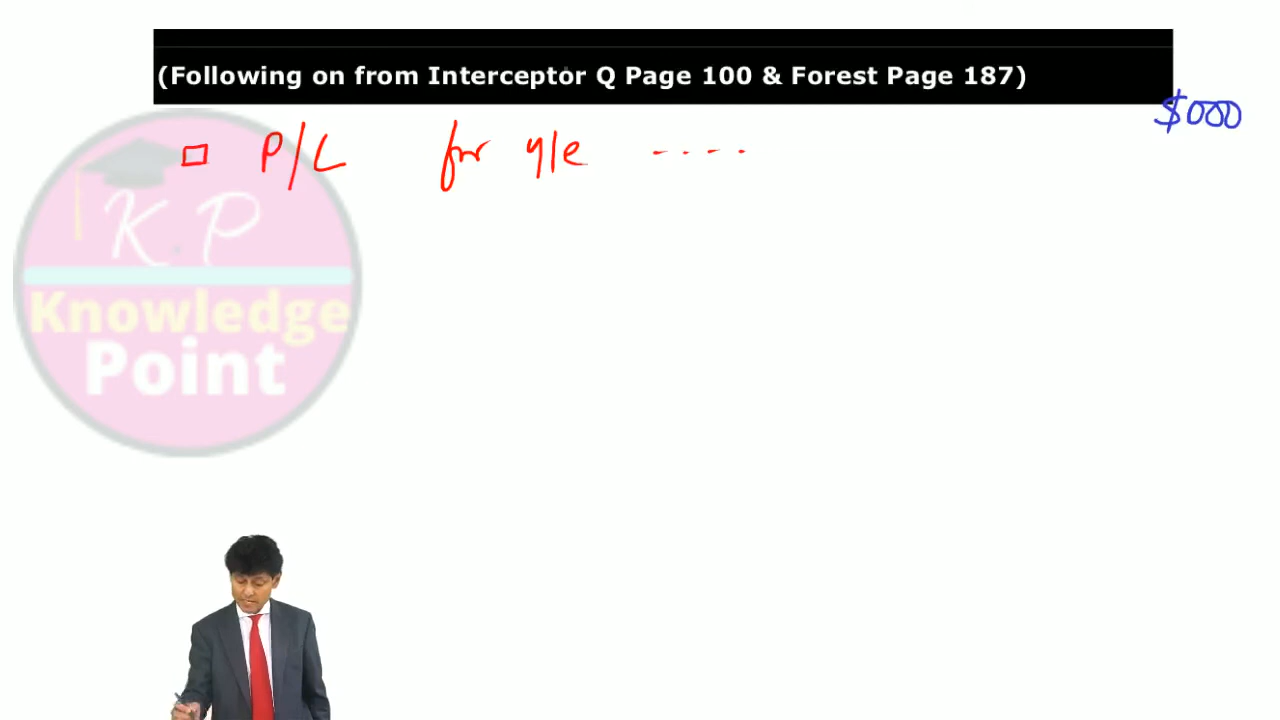 (Following on from Interceptor Q Page 100 & Forest Page 187)
$000
P/L for y/e ....
K.P
Knowledge
Point